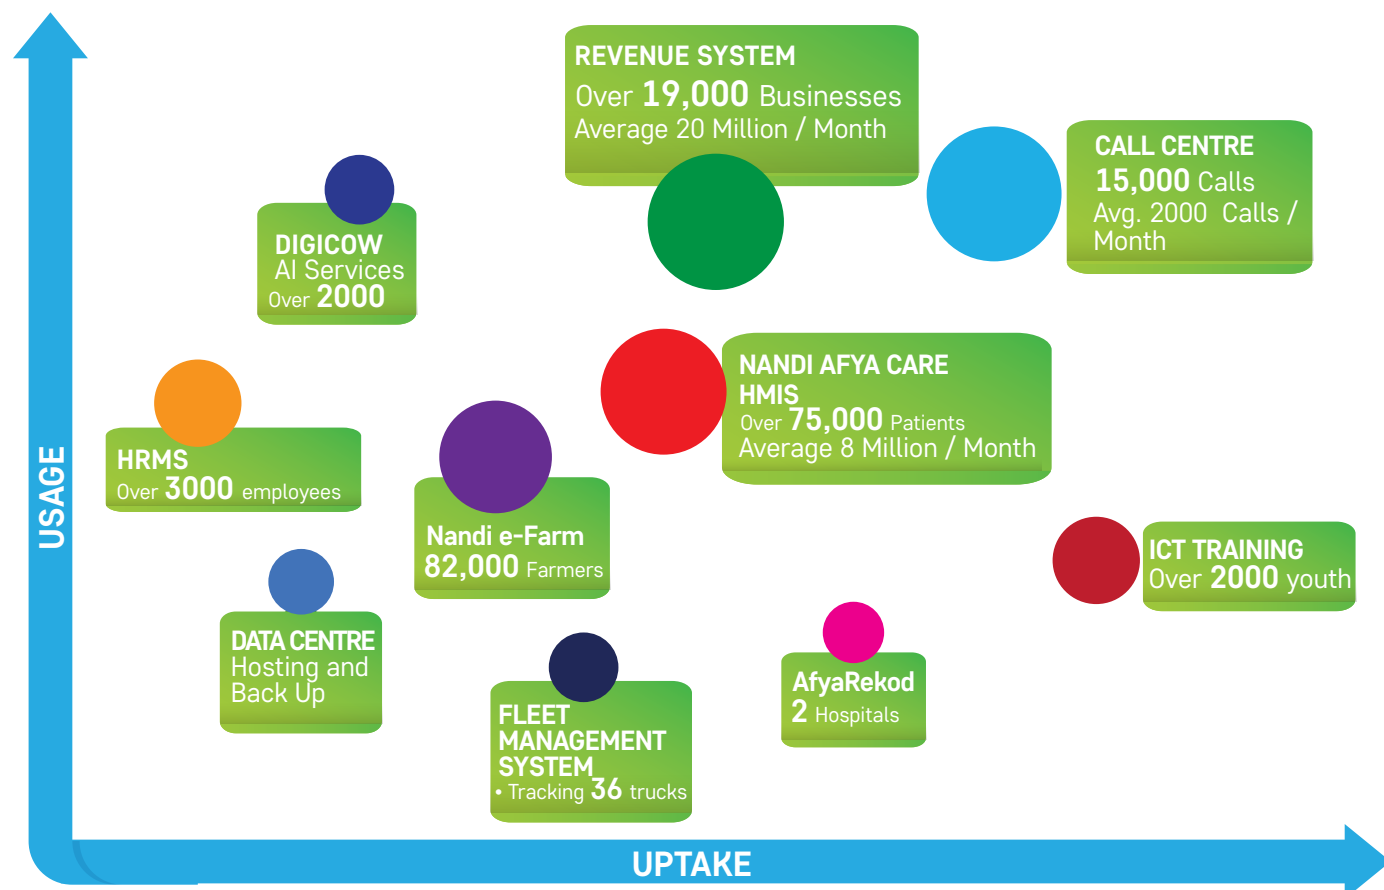 REVENUE SYSTEM
Over 19,000 Businesses
Average 20 Million / Month
CALL CENTRE
15,000 Calls
Avg. 2000 Calls /
Month
DIGICOW
AI Services
Over 2000
NANDI AFYA CARE
HMIS
Over 75,000 Patients
Average 8 Million / Month
HRMS
Over 3000 employees
Nandi e-Farm
82,000 Farmers
ICT TRAINING
Over 2000 youth
DATA CENTRE
Hosting and
Back Up
AfyaRekod
2 Hospitals
FLEET
MANAGEMENT
SYSTEM
• Tracking 36 trucks
USAGE
UPTAKE